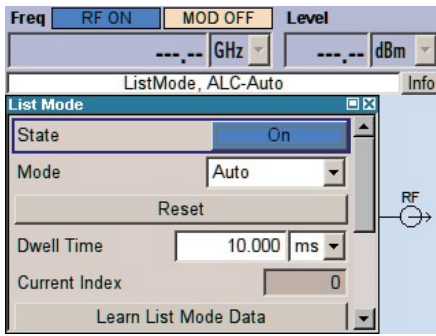 Freq RF ON MOD OFF Level
---.-- GHz ---.-- dBm
ListMode, ALC-Auto Info
List Mode
State On
Mode Auto
Reset
RF
Dwell Time 10.000 ms
Current Index 0
Learn List Mode Data